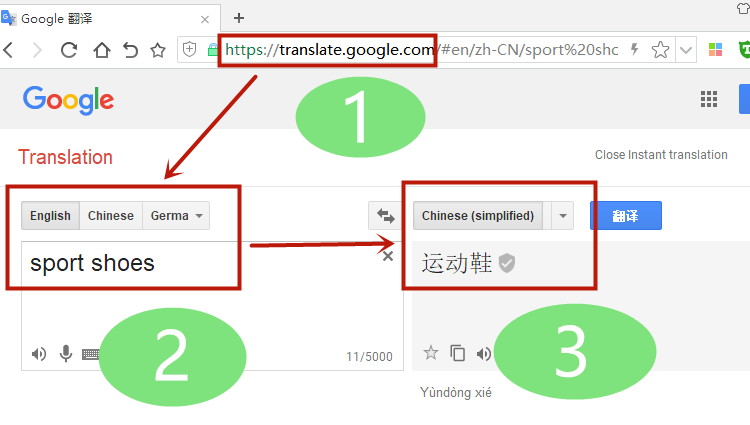 Google 翻译
https://translate.google.com/#en/zh-CN/sport%20shc
Google
1
Translation
Close Instant translation
English Chinese Germa
Chinese (simplified)
翻译
sport shoes
运动鞋
11/5000
2
3
Yùndòng xié